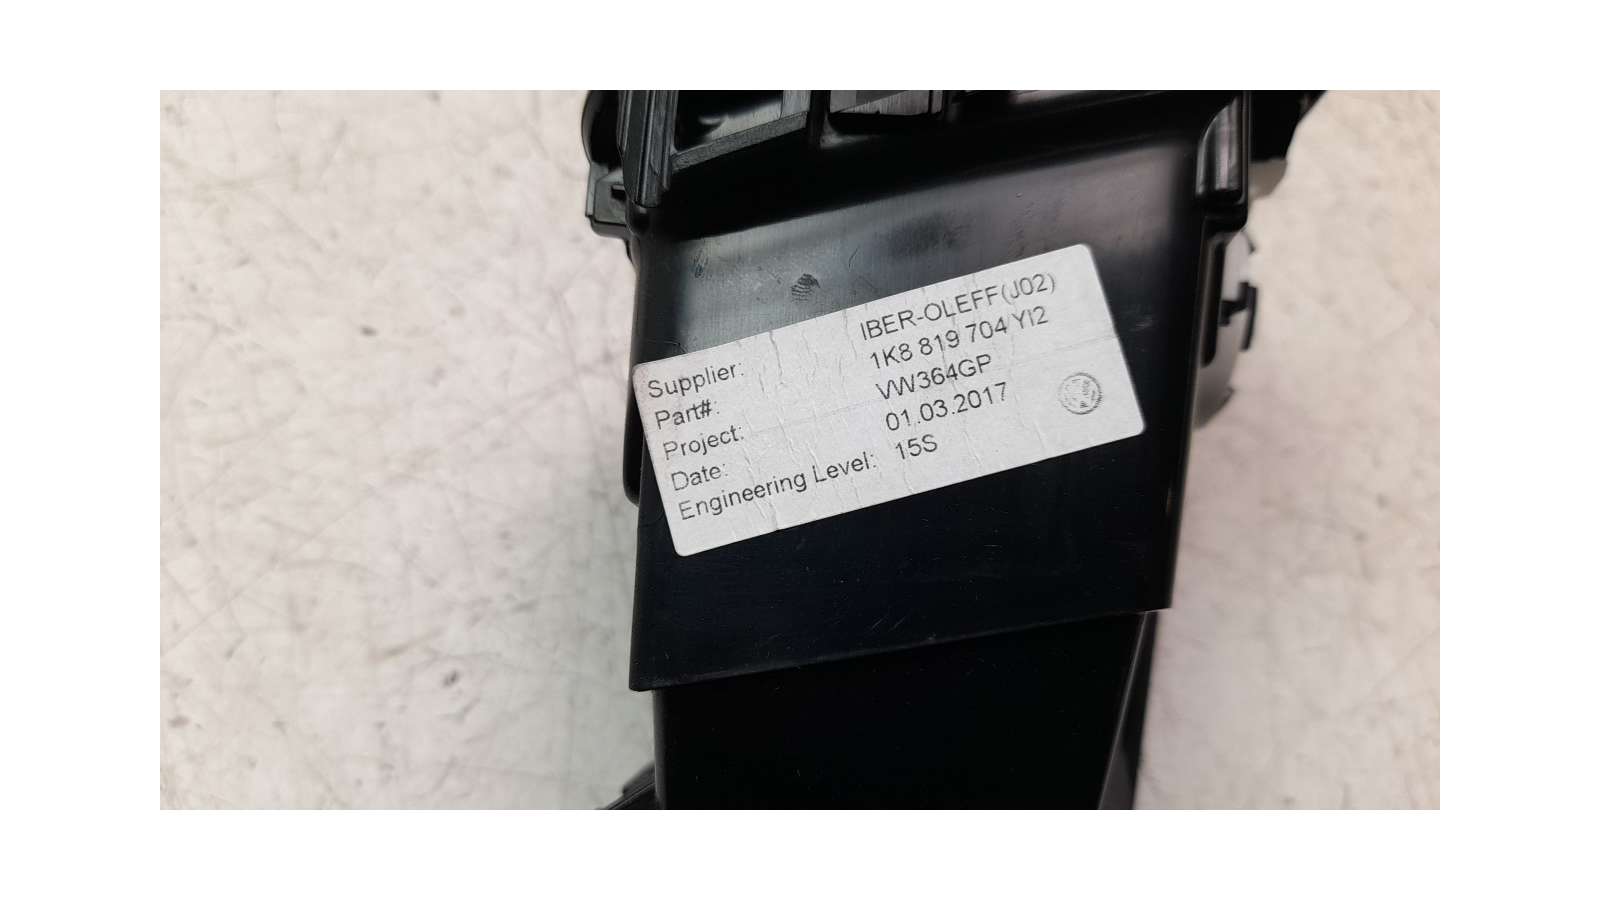 Supplier: IBER-OLEFF(J02)
Part#: 1K8 819 704 YI2
Project: VW364GP
Date: 01.03.2017
Engineering Level: 15S